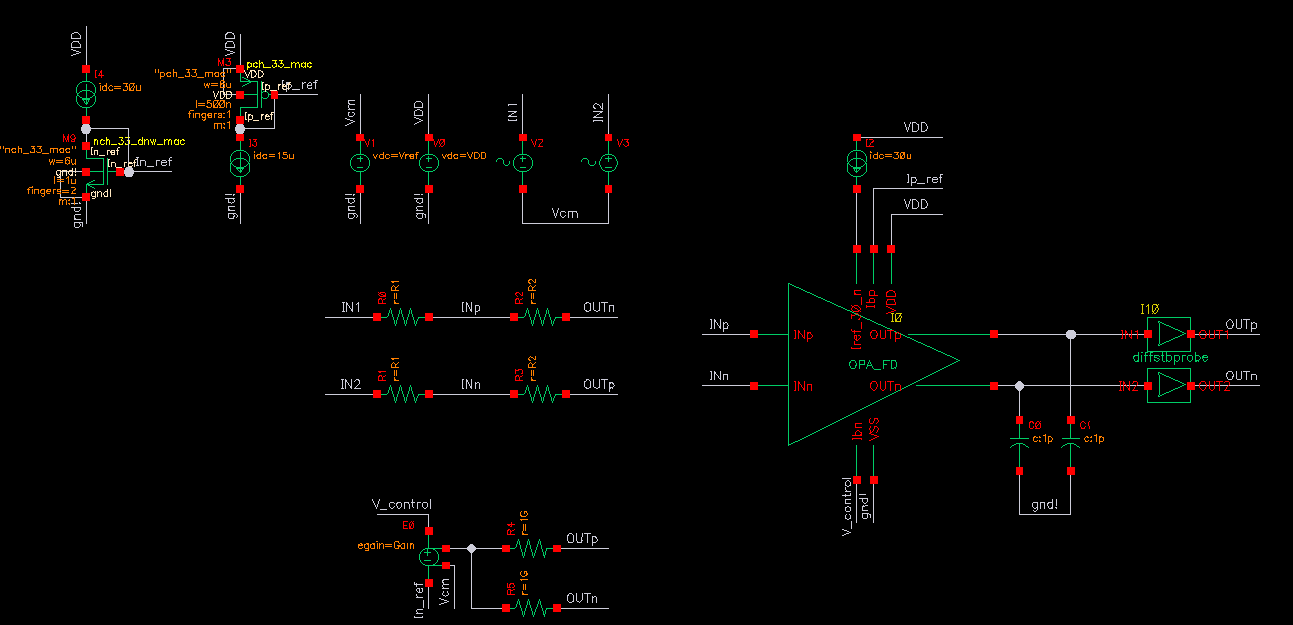 VDD
I4
idc=30u
M9
nch_33_dnw_mac
"nch_33_mac"
In_ref
w=6u
In_ref
In_ref
gnd!
l=1u
fingers=2
gnd!
m:1
gnd!
VDD
M3
pch_33_mac
"pch_33_mac"
VDD
w=6u
Ip_ref
Ip_ref
VDD
l=500n
fingers:1
Ip_ref
m:1
I3
idc=15u
gnd!
Vcm
V1
vdc=Vref
gnd!
VDD
V0
vdc=VDD
gnd!
IN1
V2
IN2
V3
Vcm
IN1
R0
r=R1
INp
R2
r=R2
OUTn
IN2
R1
r=R1
INn
R3
r=R2
OUTp
V_control
E0
egain=Gain
In_ref
Vcm
R4
r=1G
OUTp
R5
r=1G
OUTn
VDD
I2
idc=30u
Ip_ref
VDD
Iref_30_n
Ibp
VDD
I0
INp
INp
OUTp
OPA_FD
INn
INn
OUTn
Ibn
VSS
V_control
gnd!
C0
c:1p
C1
c:1p
gnd!
I10
IN1
OUT1
OUTp
diffstbprobe
IN2
OUT2
OUTn